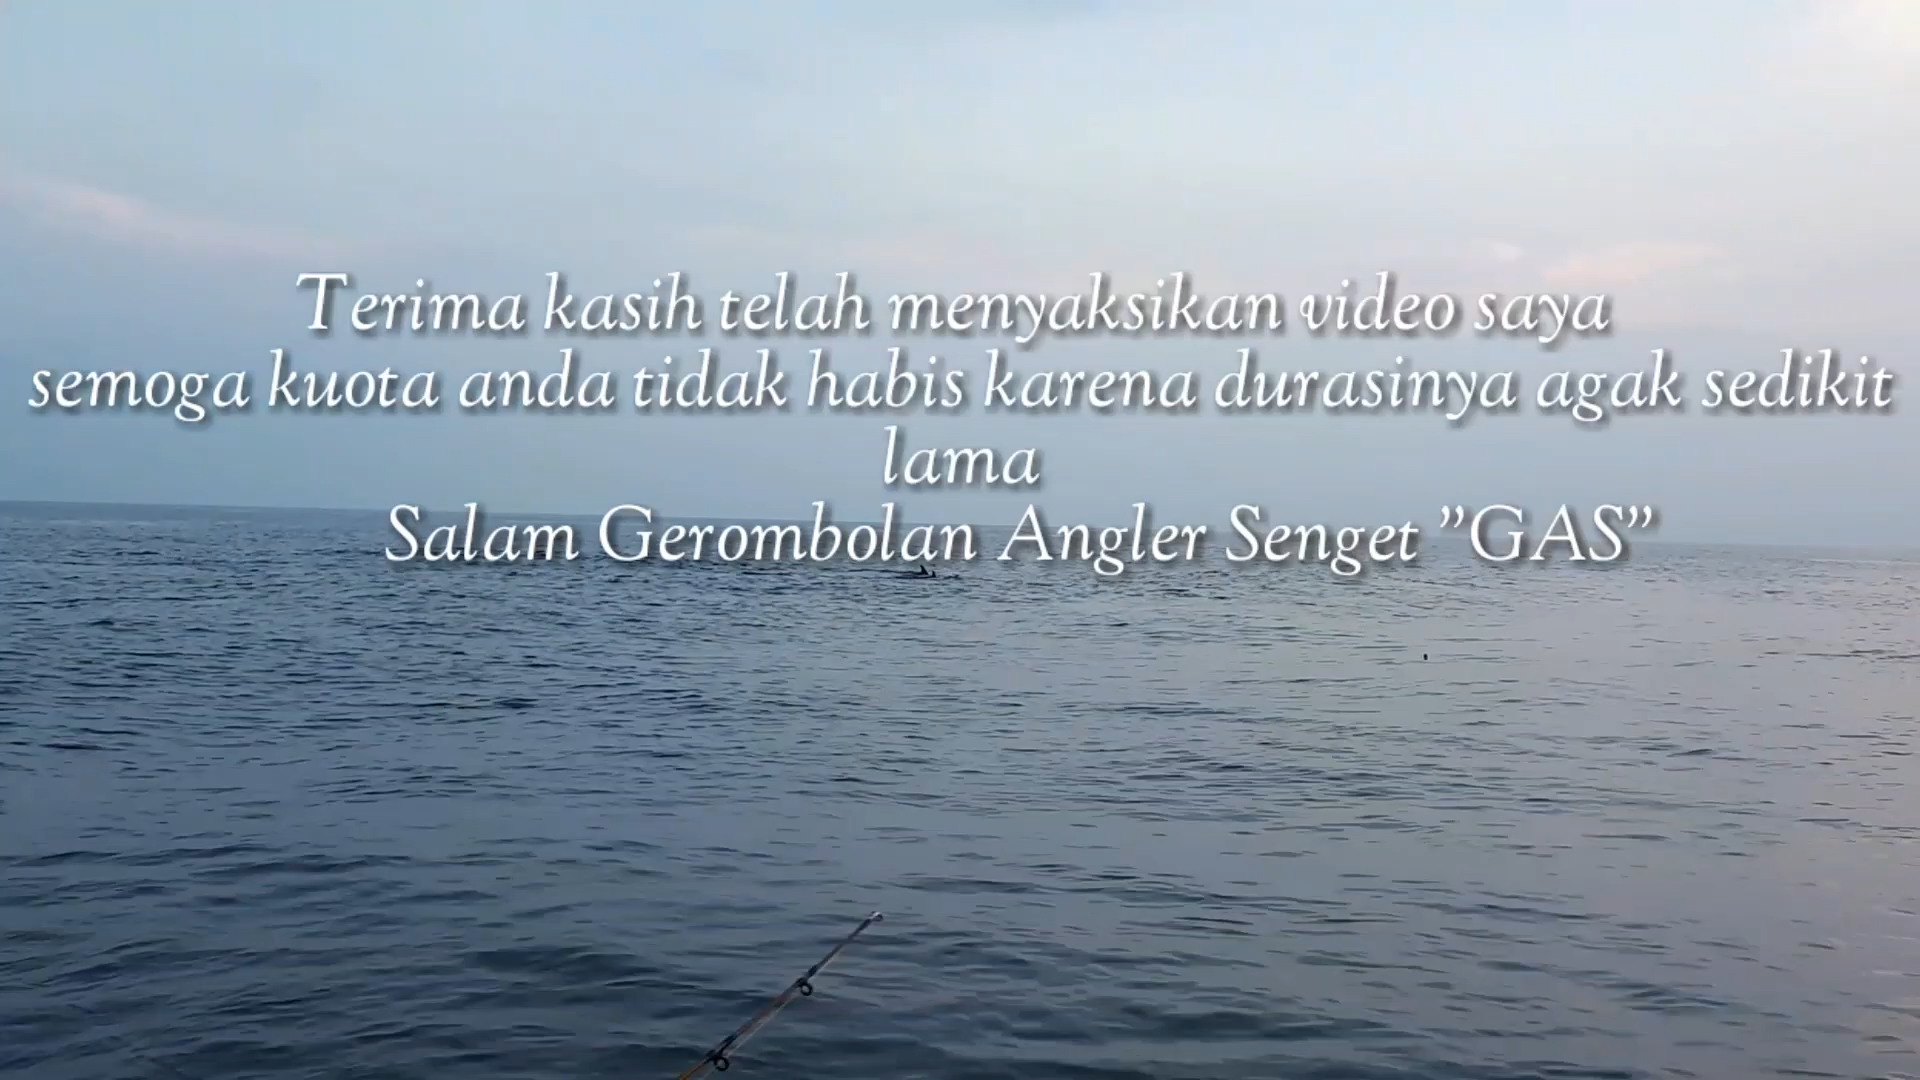 Terima kasih telah menyaksikan video saya
semoga kuota anda tidak habis karena durasinya agak sedikit
lama
Salam Gerombolan Angler Senget "GAS"